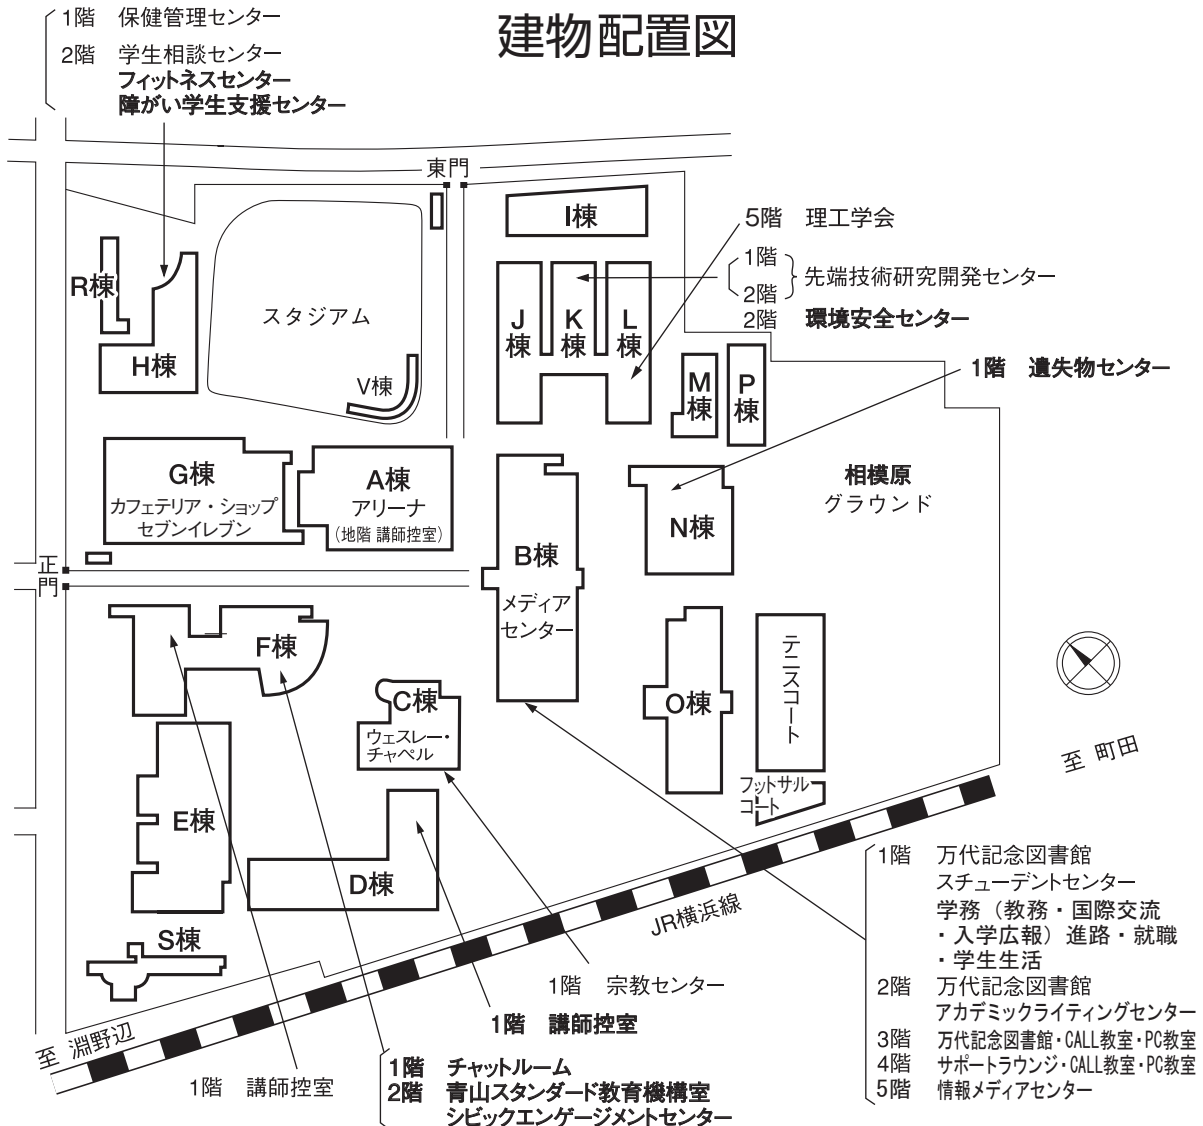 建物配置図
1階 保健管理センター
2階 学生相談センター
フィットネスセンター
障がい学生支援センター
東門
I棟
5階 理工学会
1階
2階
先端技術研究開発センター
2階 環境安全センター
R棟
H棟
スタジアム
V棟
J棟
K棟
L棟
M棟
P棟
1階 遺失物センター
相模原
グラウンド
G棟
カフェテリア・ショップ
セブンイレブン
A棟
アリーナ
(地階 講師控室)
B棟
メディア
センター
N棟
正門
F棟
C棟
ウェスレー・
チャペル
O棟
テニスコート
フットサル
コート
至 町田
E棟
D棟
S棟
JR横浜線
至 淵野辺
1階 宗教センター
1階 講師控室
1階 講師控室
1階 チャットルーム
2階 青山スタンダード教育機構室
シビックエンゲージメントセンター
1階 万代記念図書館
スチューデントセンター
学務（教務・国際交流
・入学広報）進路・就職
・学生生活
2階 万代記念図書館
アカデミックライティングセンター
3階 万代記念図書館・CALL教室・PC教室
4階 サポートラウンジ・CALL教室・PC教室
5階 情報メディアセンター